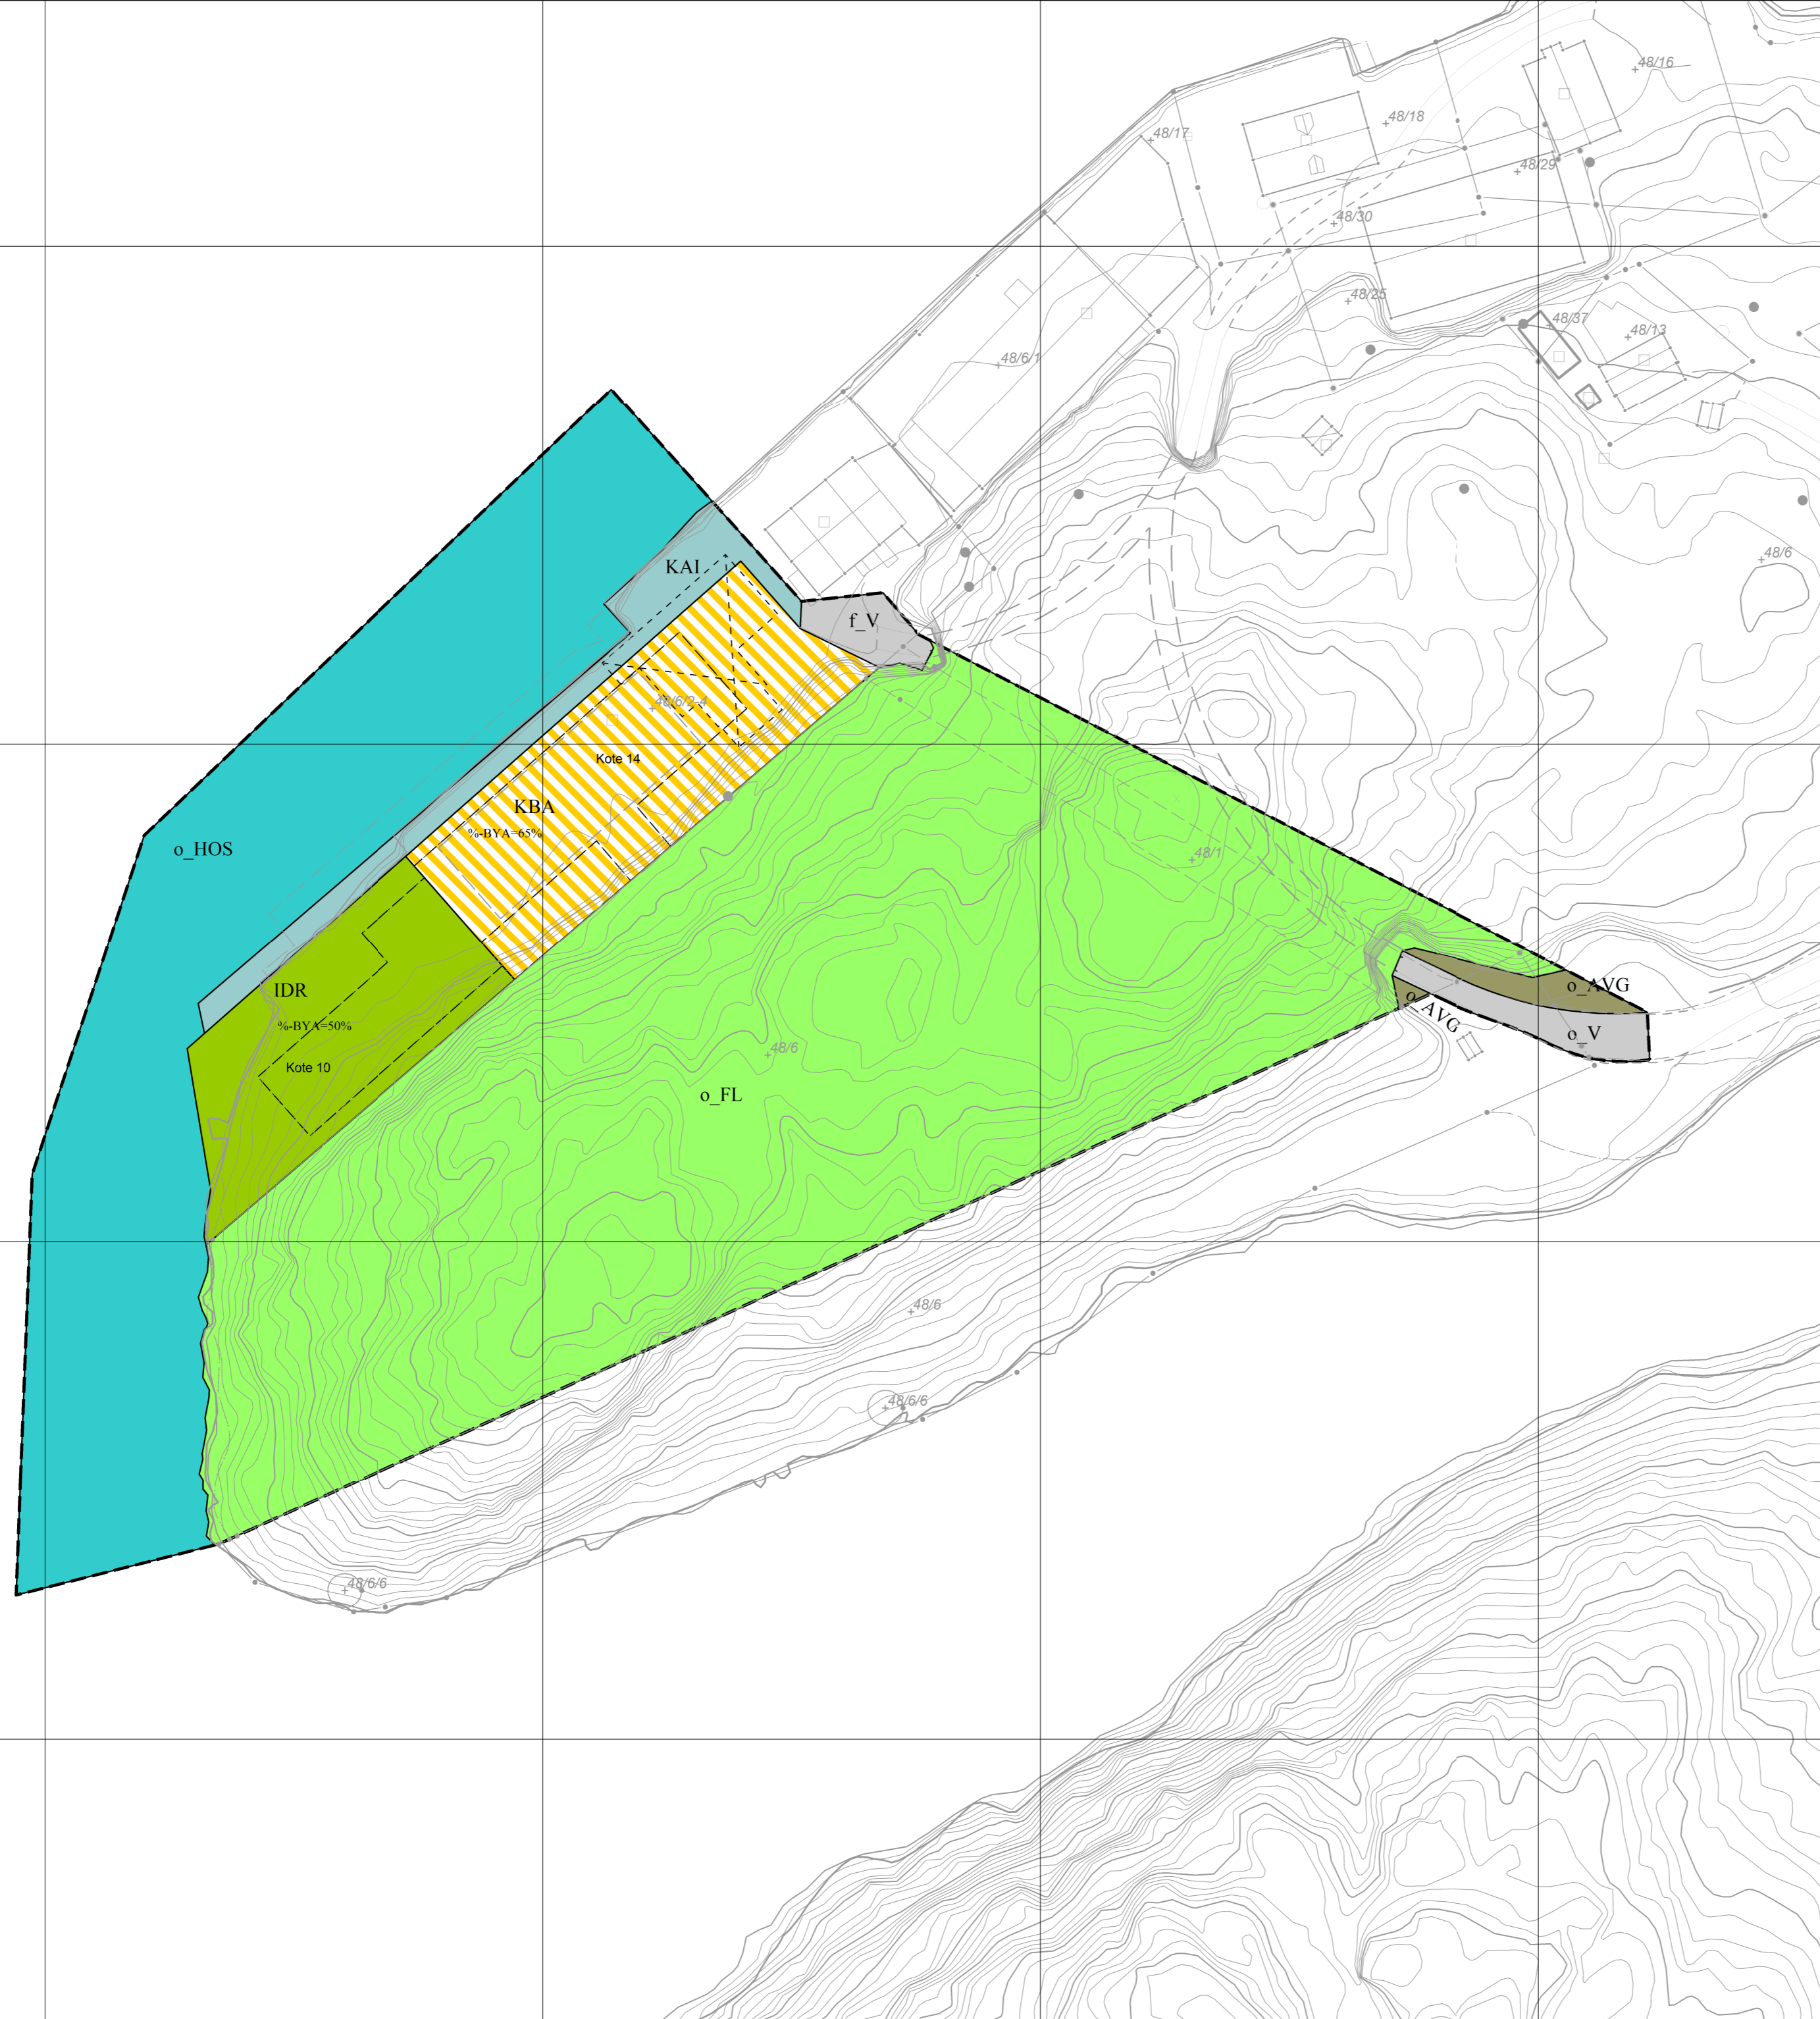 48/16
48/18
48/17
48/29
48/30
48/25
48/37
48/13
48/6/1
48/6
KAI
f_V
48/6/2-4
Kote 14
KBA
%-BYA=65%
o_HOS
48/1
IDR
o_AVG
o_AVG
%-BYA=50%
o_V
48/6
Kote 10
o_FL
48/6
48/6/6
48/6/6